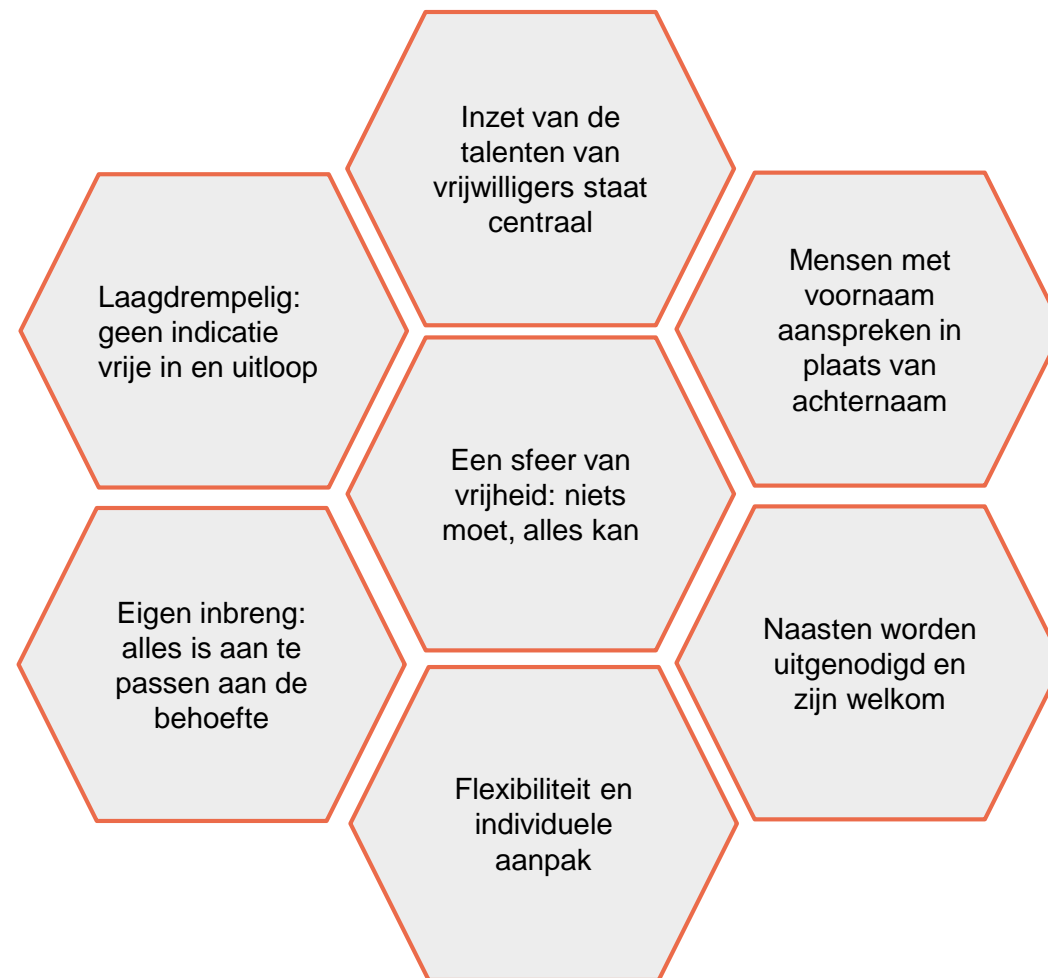 Inzet van de
talenten van
vrijwilligers staat
centraal
Laagdrempelig:
geen indicatie
vrije in en uitloop
Mensen met
voornaam
aanspreken in
plaats van
achternaam
Een sfeer van
vrijheid: niets
moet, alles kan
Eigen inbreng:
alles is aan te
passen aan de
behoefte
Naasten worden
uitgenodigd en
zijn welkom
Flexibiliteit en
individuele
aanpak